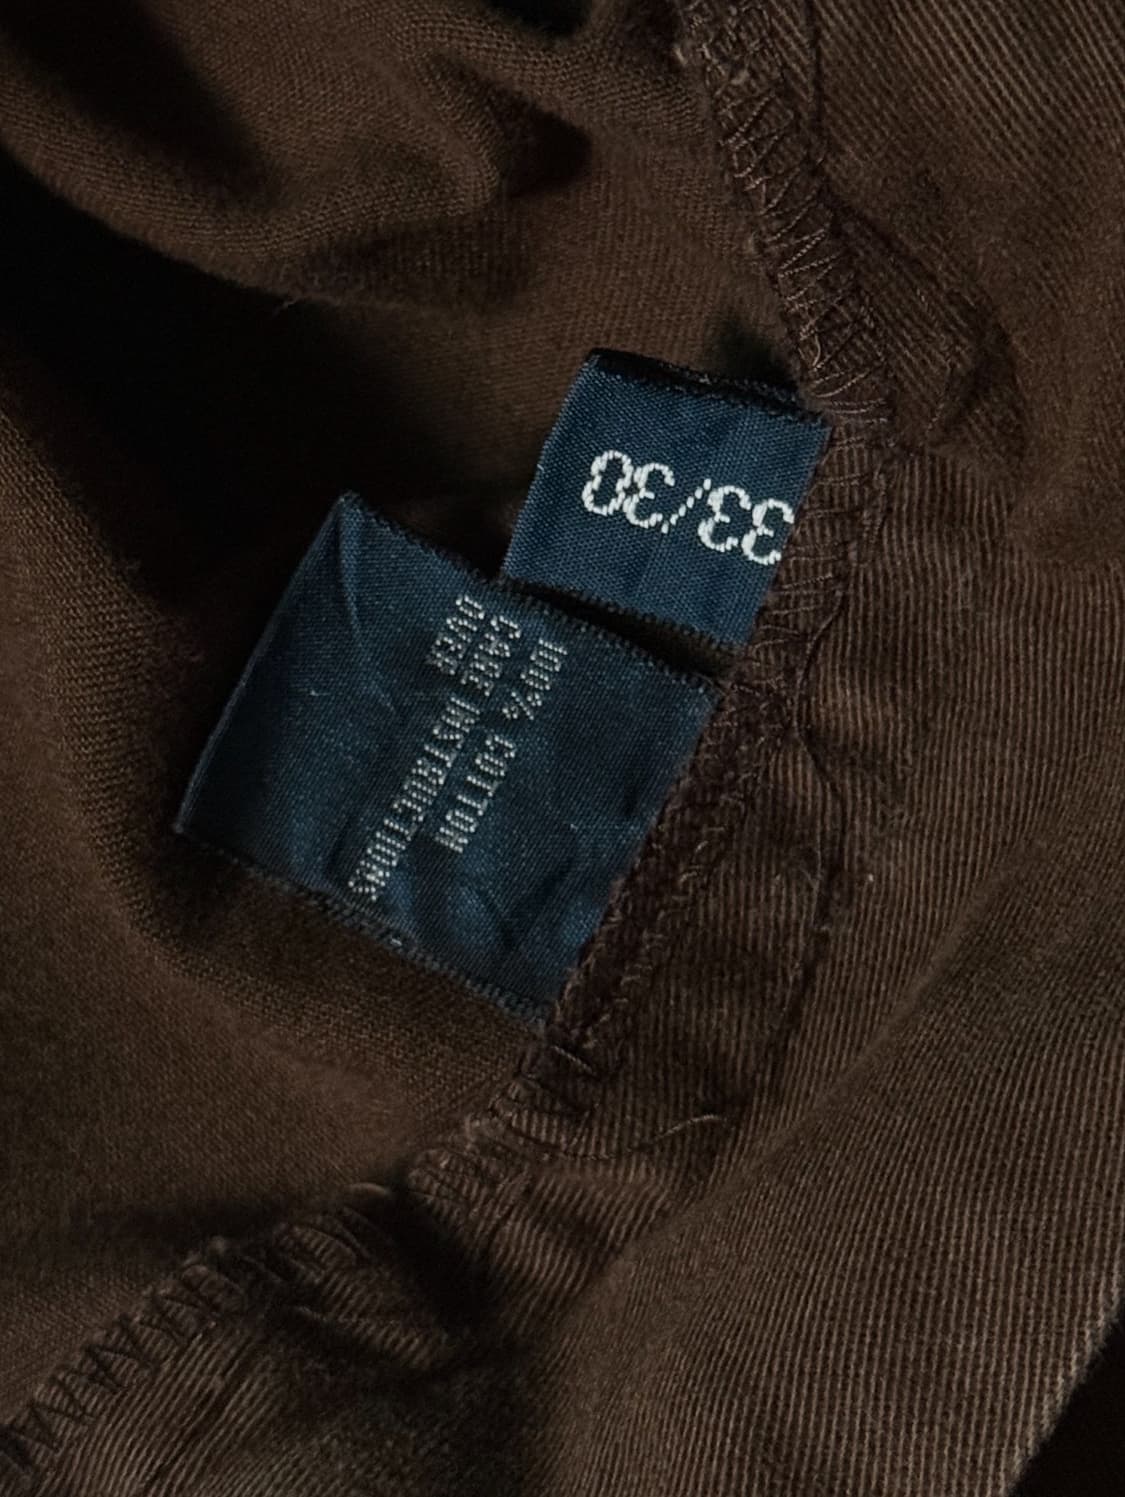 33/30
100% COTTON
CARE INSTRUCTIONS
OVER